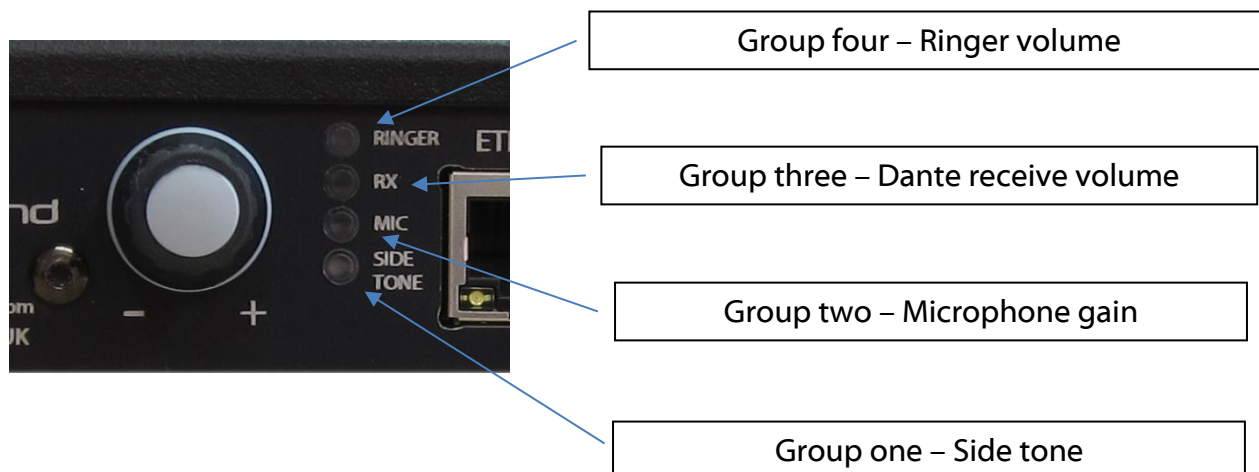 Group four – Ringer volume
RINGER
Group three – Dante receive volume
RX
MIC
SIDE
TONE
Group two – Microphone gain
- +
Group one – Side tone